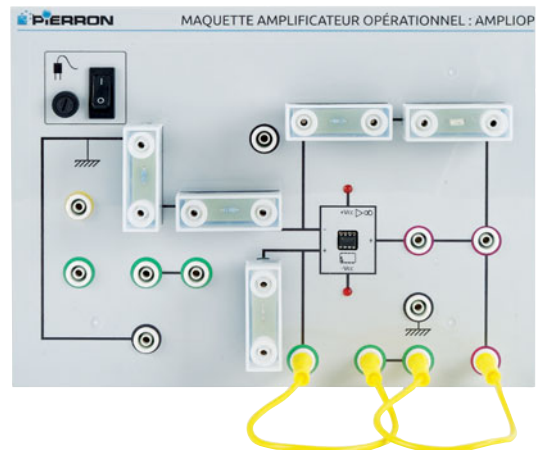 PIERRON MAQUETTE AMPLIFICATEUR OPÉRATIONNEL : AMPLIOP
+Vcc ▷∞
-
+
-Vcc